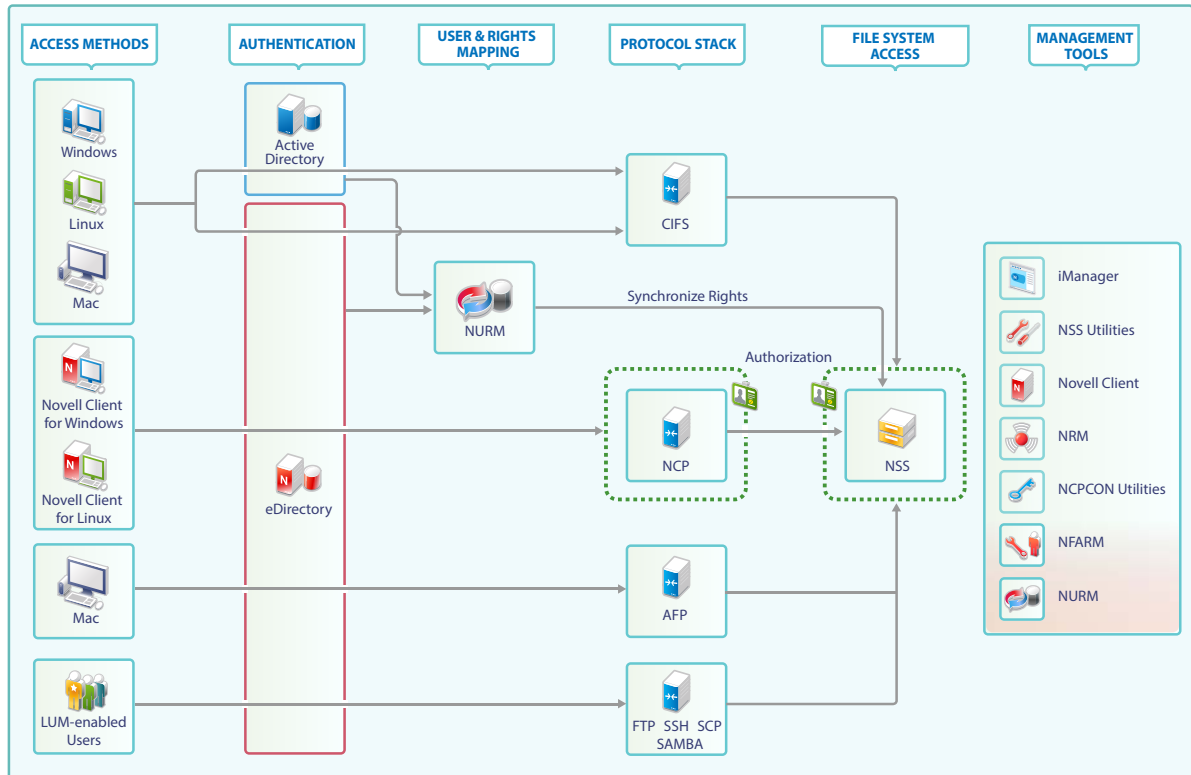 ACCESS METHODS
AUTHENTICATION
USER & RIGHTS
MAPPING
PROTOCOL STACK
FILE SYSTEM
ACCESS
MANAGEMENT
TOOLS
Windows
Linux
Mac
Novell Client
for Windows
Novell Client
for Linux
Mac
LUM-enabled
Users
Active
Directory
N
eDirectory
NURM
Synchronize Rights
Authorization
CIFS
NCP
AFP
FTP SSH SCP
SAMBA
NSS
iManager
NSS Utilities
Novell Client
NRM
NCPCON Utilities
NFARM
NURM
N
N
N